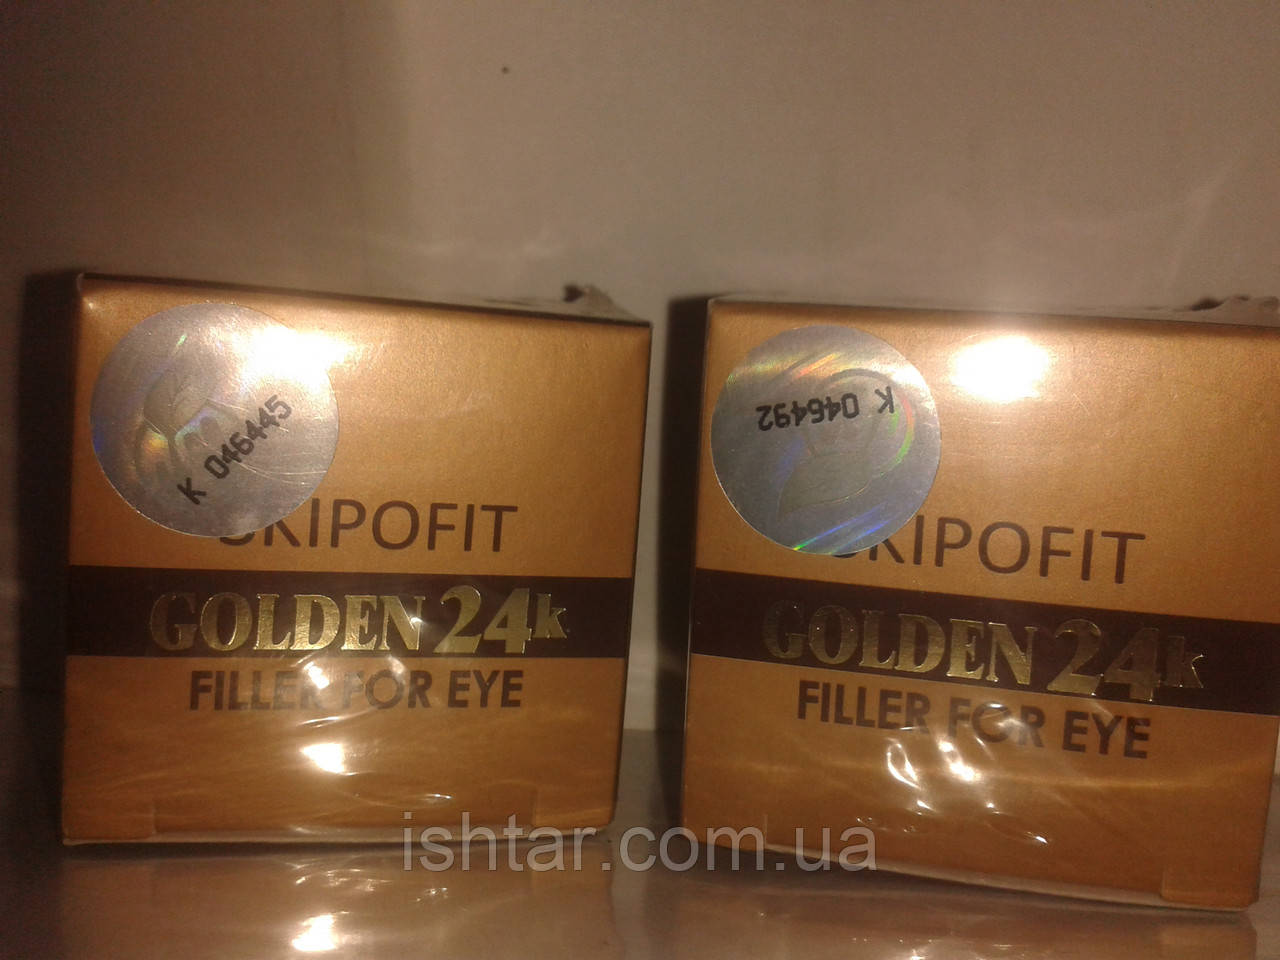 K 046445
SKIPOFIT
GOLDEN 24k
FILLER FOR EYE
K 046492
SKIPOFIT
GOLDEN 24k
FILLER FOR EYE
ishtar.com.ua